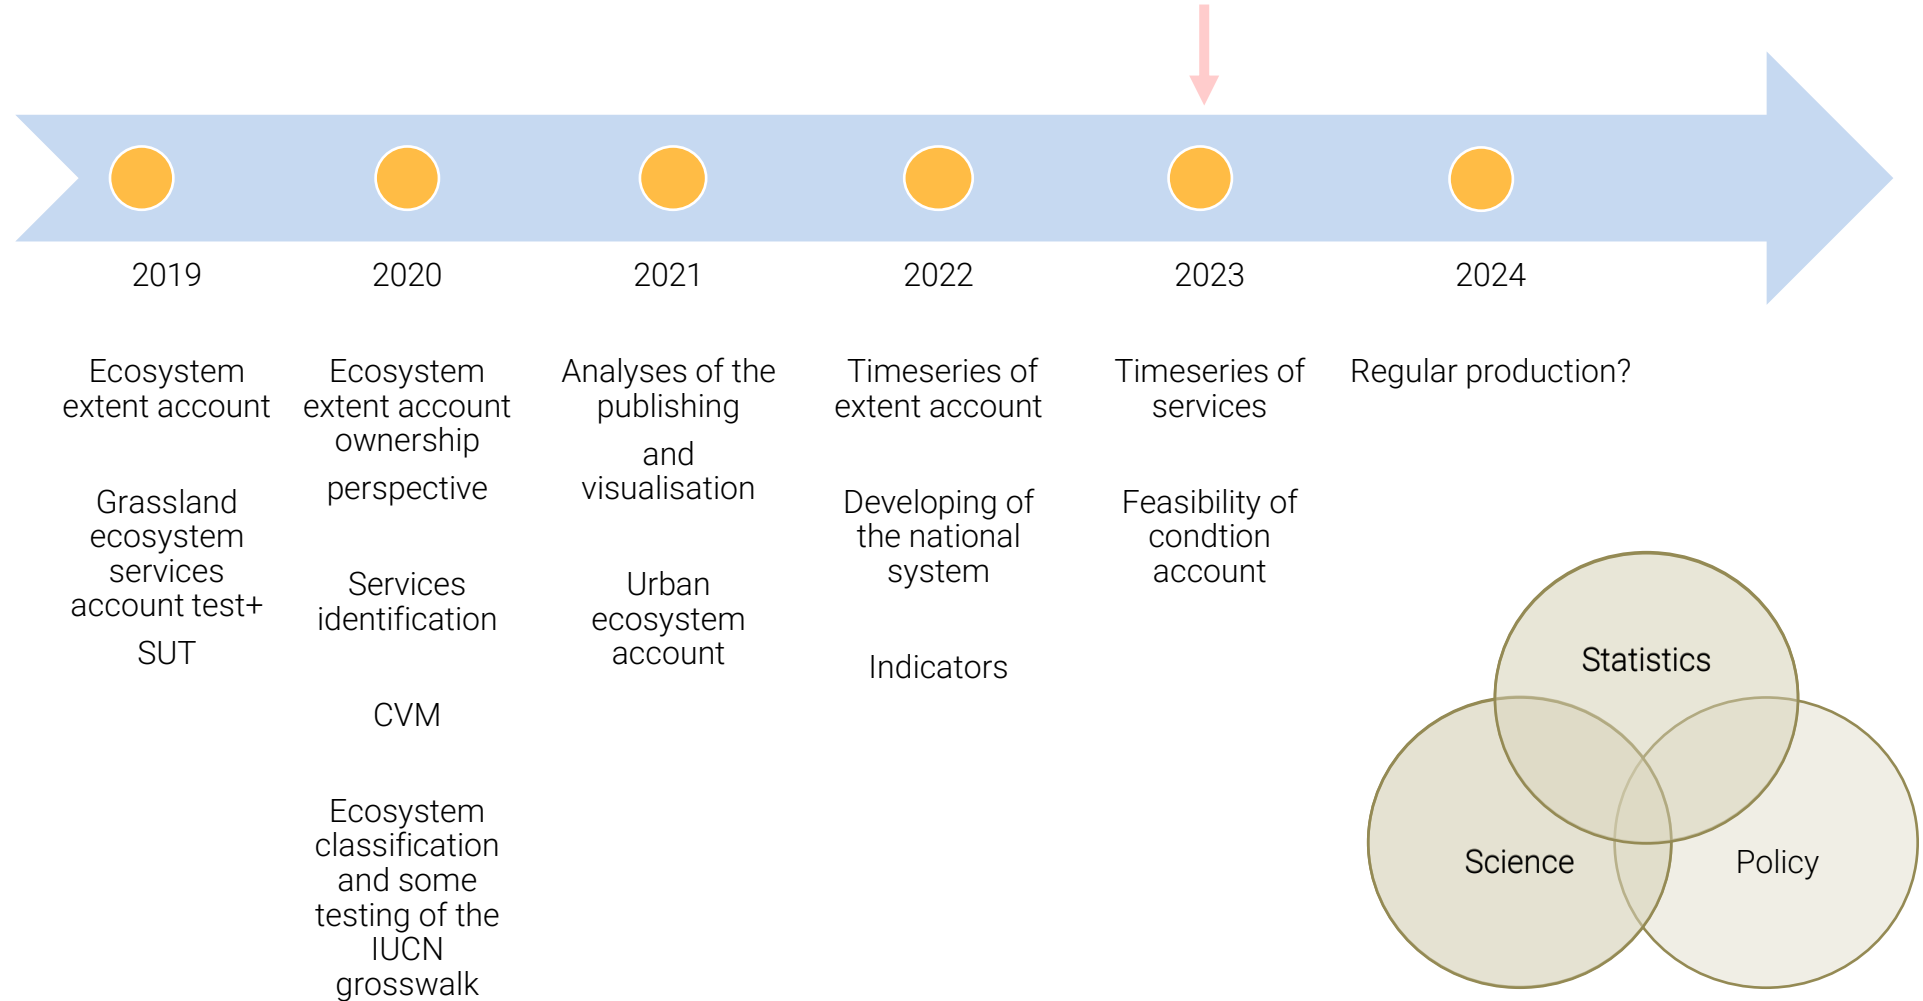 2019
2020
2021
2022
2023
2024
Ecosystem
extent account
Grassland
ecosystem
services
account test+
SUT
Ecosystem
extent account
ownership
perspective
Services
identification
CVM
Ecosystem
classification
and some
testing of the
IUCN
grosswalk
Analyses of the
publishing
and
visualisation
Urban
ecosystem
account
Timeseries of
extent account
Developing of
the national
system
Indicators
Timeseries of
services
Feasibility of
condtion
account
Regular production?
Statistics
Science
Policy